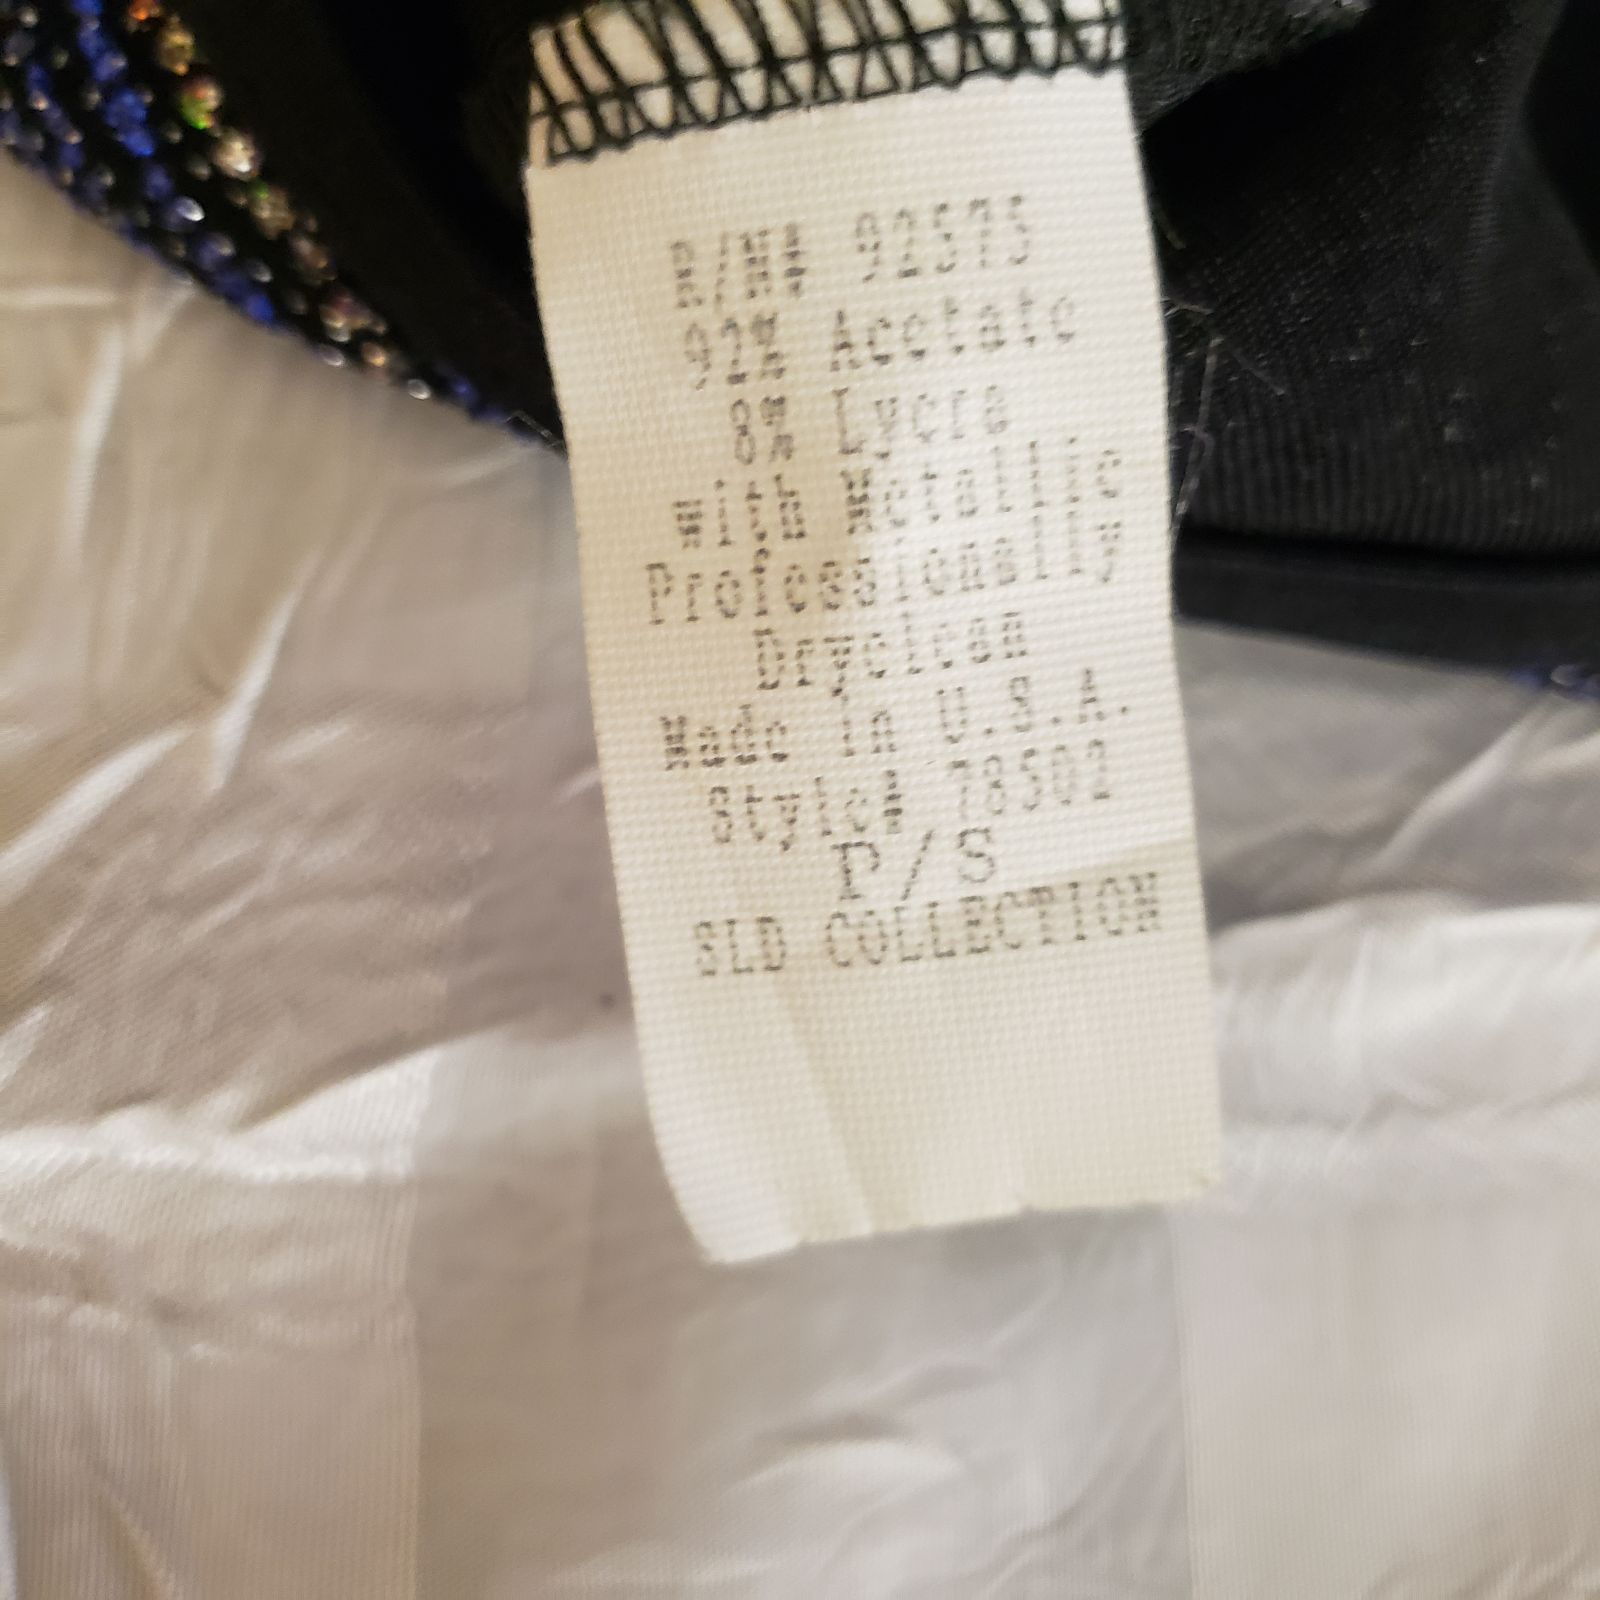 R/N# 92575
92% Acetate
8% Lycra
With Metallic
Professionally
Dryclean
Made in U.S.A.
Style# 78502
P/S
SLD COLLECTION